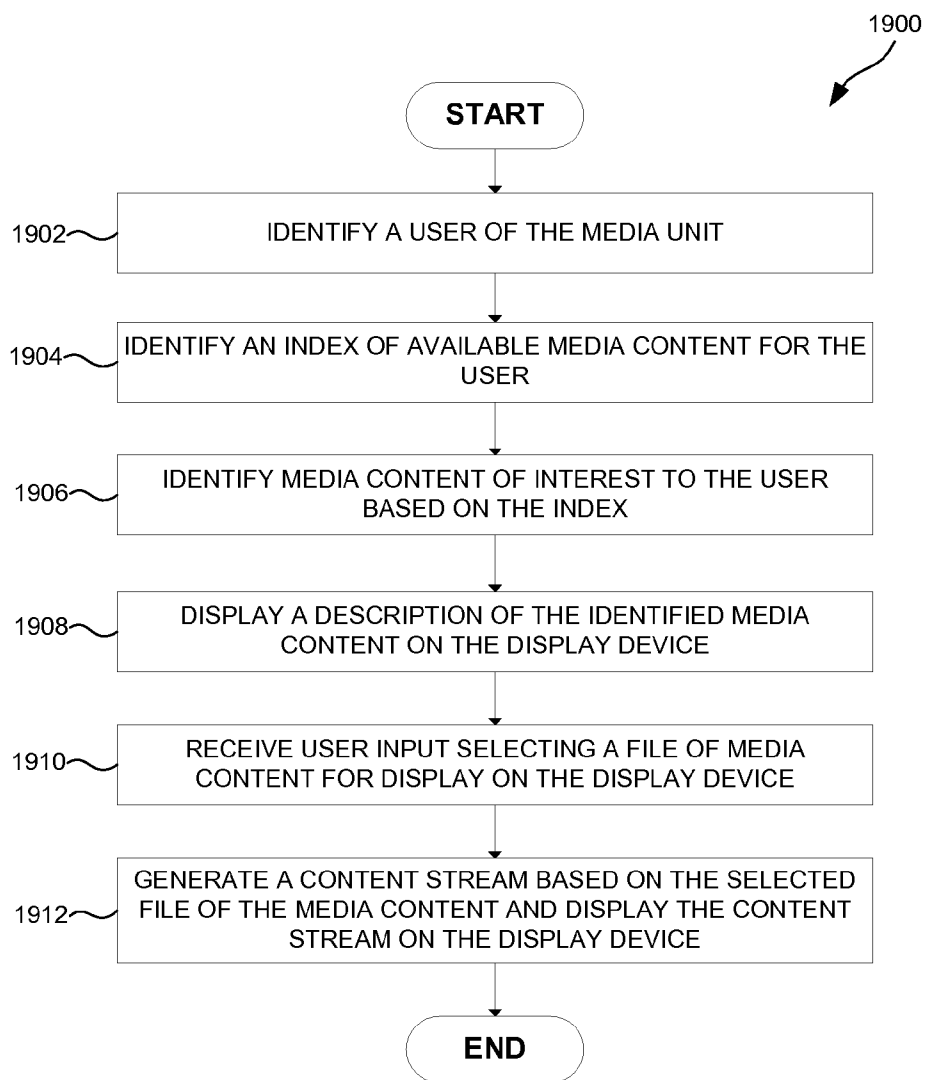 1900
START
1902
IDENTIFY A USER OF THE MEDIA UNIT
1904
IDENTIFY AN INDEX OF AVAILABLE MEDIA CONTENT FOR THE
USER
1906
IDENTIFY MEDIA CONTENT OF INTEREST TO THE USER
BASED ON THE INDEX
1908
DISPLAY A DESCRIPTION OF THE IDENTIFIED MEDIA
CONTENT ON THE DISPLAY DEVICE
1910
RECEIVE USER INPUT SELECTING A FILE OF MEDIA
CONTENT FOR DISPLAY ON THE DISPLAY DEVICE
1912
GENERATE A CONTENT STREAM BASED ON THE SELECTED
FILE OF THE MEDIA CONTENT AND DISPLAY THE CONTENT
STREAM ON THE DISPLAY DEVICE
END